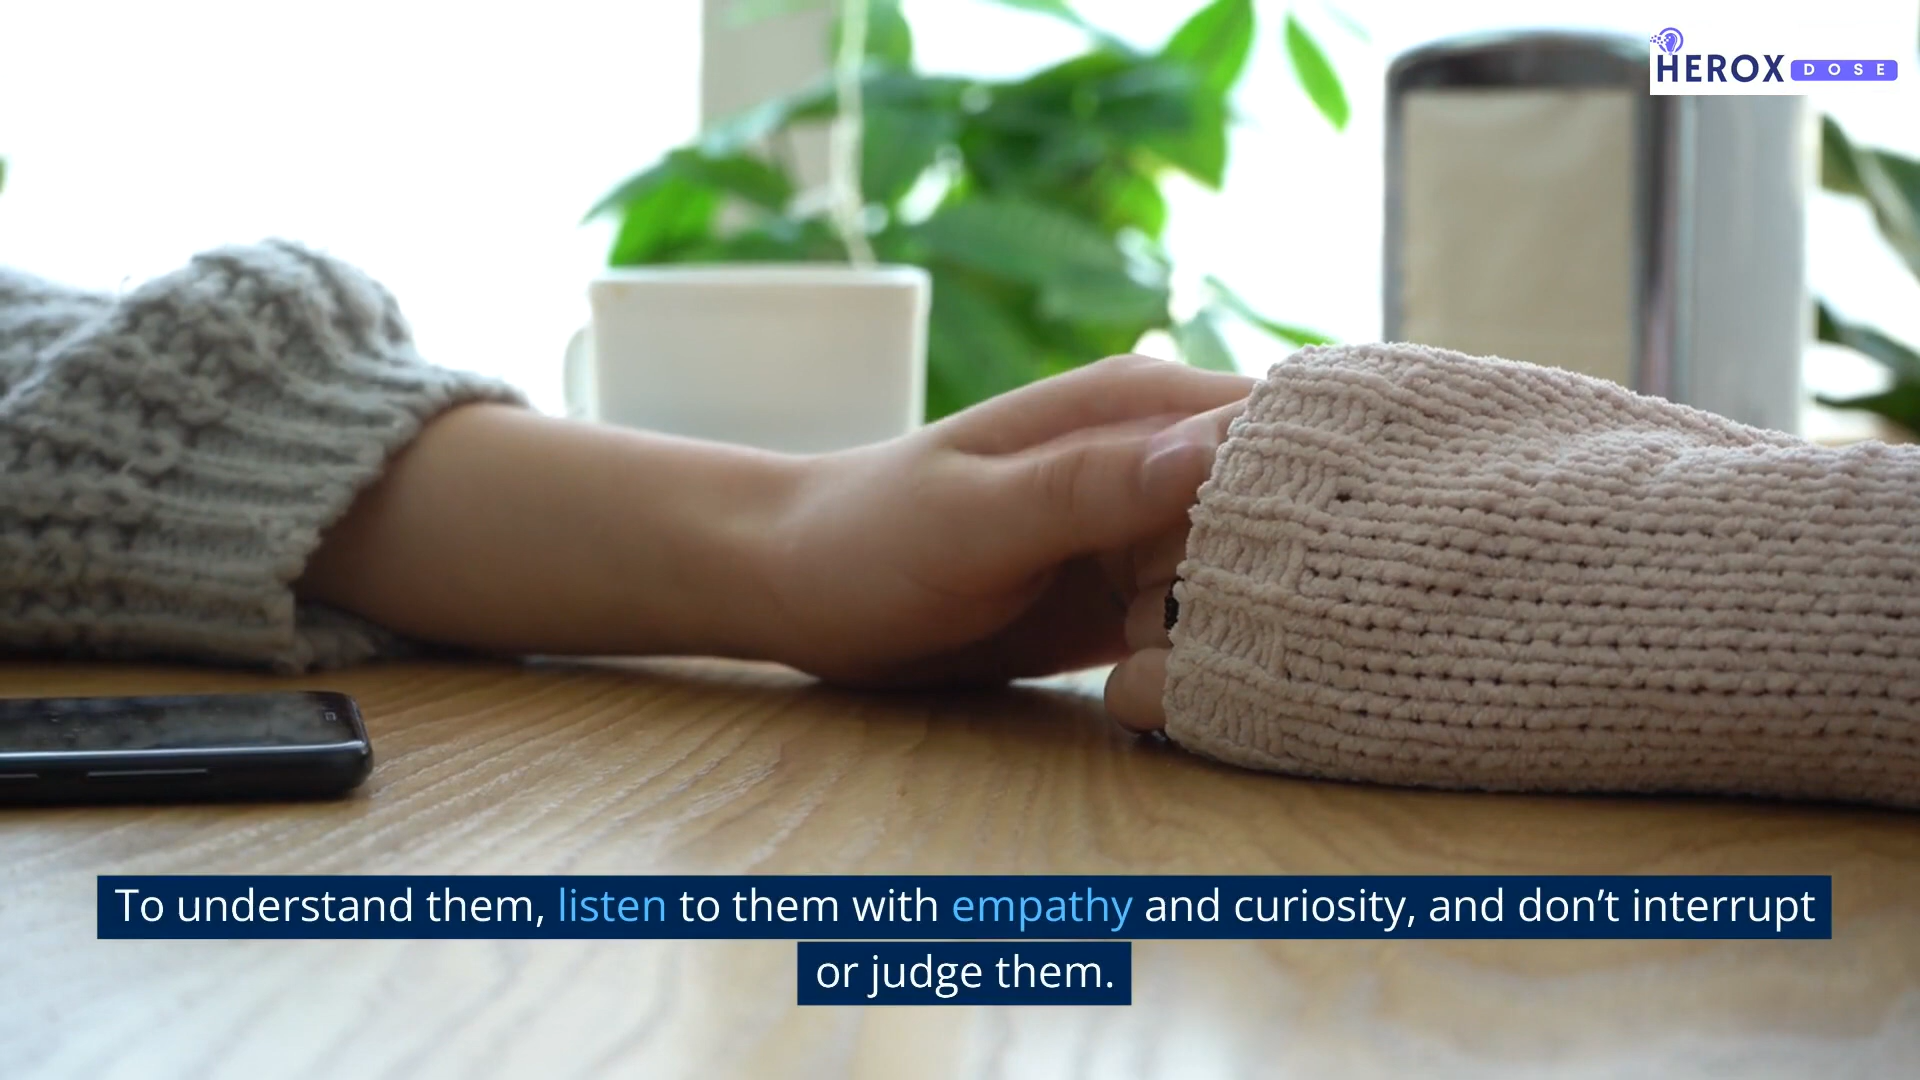 HEROX DOSE
To understand them, listen to them with empathy and curiosity, and don’t interrupt
or judge them.